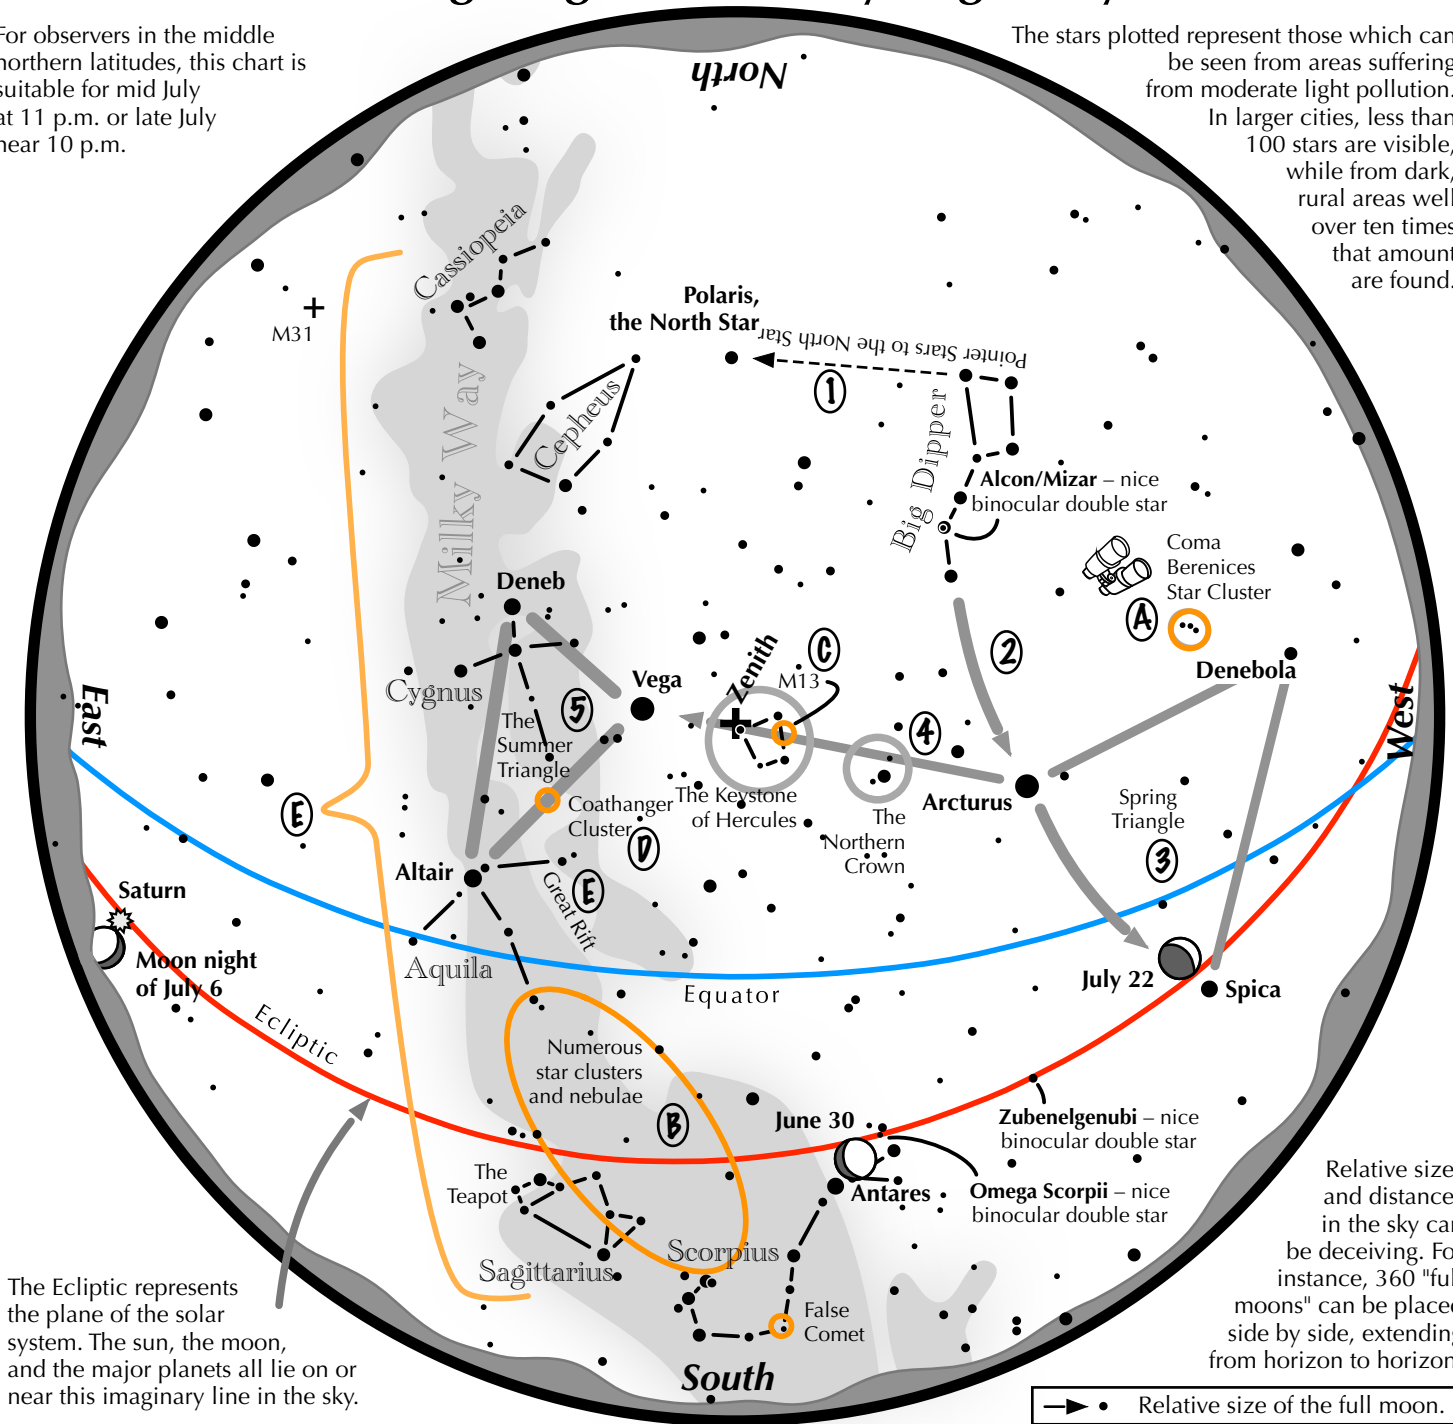 For observers in the middle
northern latitudes, this chart is
suitable for mid July
at 11 p.m. or late July
near 10 p.m.
The stars plotted represent those which can
be seen from areas suffering
from moderate light pollution.
In larger cities, less than
100 stars are visible,
while from dark,
rural areas well
over ten times
that amount
are found.
North
Cassiopeia
M31
Polaris,
the North Star
Pointer Stars to the North Star
1
Milky Way
Cepheus
Big Dipper
Alcon/Mizar – nice
binocular double star
Coma
Berenices
Star Cluster
A
Denebola
Deneb
Cygnus
Vega
5
The
Summer
Triangle
Zenith
C
M13
2
4
East
West
E
Coathanger
Cluster
D
The Keystone
of Hercules
The
Northern
Crown
Arcturus
Spring
Triangle
3
Altair
Great Rift
E
Aquila
Saturn
Moon night
of July 6
Ecliptic
Equator
July 22
Spica
Numerous
star clusters
and nebulae
B
June 30
Zubenelgenubi – nice
binocular double star
Antares
Omega Scorpii – nice
binocular double star
The
Teapot
Sagittarius
Scorpius
False
Comet
South
The Ecliptic represents
the plane of the solar
system. The sun, the moon,
and the major planets all lie on or
near this imaginary line in the sky.
Relative size
and distance
in the sky can
be deceiving. Fo
instance, 360 "ful
moons" can be placed
side by side, extending
from horizon to horizon
Relative size of the full moon.